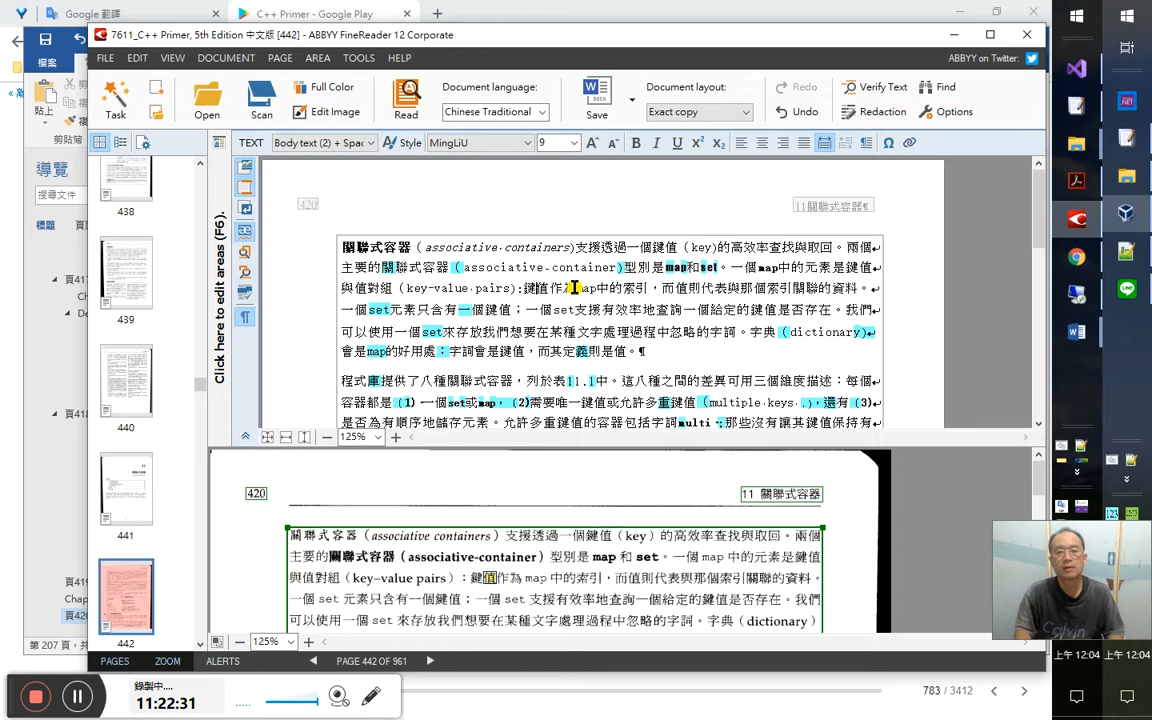 Google 翻譯
C++ Primer - Google Play
7611_C++ Primer, 5th Edition 中文版 [442] - ABBYY FineReader 12 Corporate
檔案
FILE EDIT VIEW DOCUMENT PAGE AREA TOOLS HELP
ABBYY on Twitter:
Task
Open
Scan
Full Color
Edit Image
Read
Document language:
Chinese Traditional
Save
Document layout:
Exact copy
Redo
Undo
Verify Text
Redaction
Find
Options
貼上
剪貼簿
TEXT Body text (2) + Spac Style MingLiU 9 B I U X² X₂
導覽
搜尋文件
標題
438
439
440
441
442
Click here to edit areas (F6).
420
11關聯式容器¶
關聯式容器（associative·containers)支援透過一個鍵值（key)的高效率查找與取回。兩個↵
主要的關聯式容器（associative-container)型別是map和set。一個map中的元素是鍵值↵
與值對組（key-value·pairs):鍵值作為map中的索引，而值則代表與那個索引關聯的資料。↵
一個set元素只含有一個鍵值；一個set支援有效率地查詢一個給定的鍵值是否存在。我們↵
可以使用一個set來存放我們想要在某種文字處理過程中忽略的字詞。字典（dictionary)↵
會是map的好用處：字詞會是鍵值，而其定義則是值。¶
程式庫提供了八種關聯式容器，列於表11.1中。這八種之間的差異可用三個維度描述：每個↵
容器都是（1）一個set或map，（2)需要唯一鍵值或允許多重鍵值（multiple·keys·.)，還有（3)↵
是否為有順序地儲存元素。允許多重鍵值的容器包括字詞multi·：那些沒有讓其鍵值保持有↵
125%
420
11 關聯式容器
關聯式容器（associative containers）支援透過一個鍵值（key）的高效率查找與取回。兩個
主要的關聯式容器（associative-container）型別是 map 和 set。一個 map 中的元素是鍵值
與值對組（key–value pairs）：鍵值作為 map 中的索引，而值則代表與那個索引關聯的資料。
一個 set 元素只含有一個鍵值；一個 set 支援有效率地查詢一個給定的鍵值是否存在。我們
可以使用一個 set 來存放我們想要在某種文字處理過程中忽略的字詞。字典（dictionary）
125%
PAGES ZOOM ALERTS PAGE 442 OF 961
第 207 頁，共
錄製中....
11:22:31
783 / 3412
Calvin
上午 12:04 上午 12:04